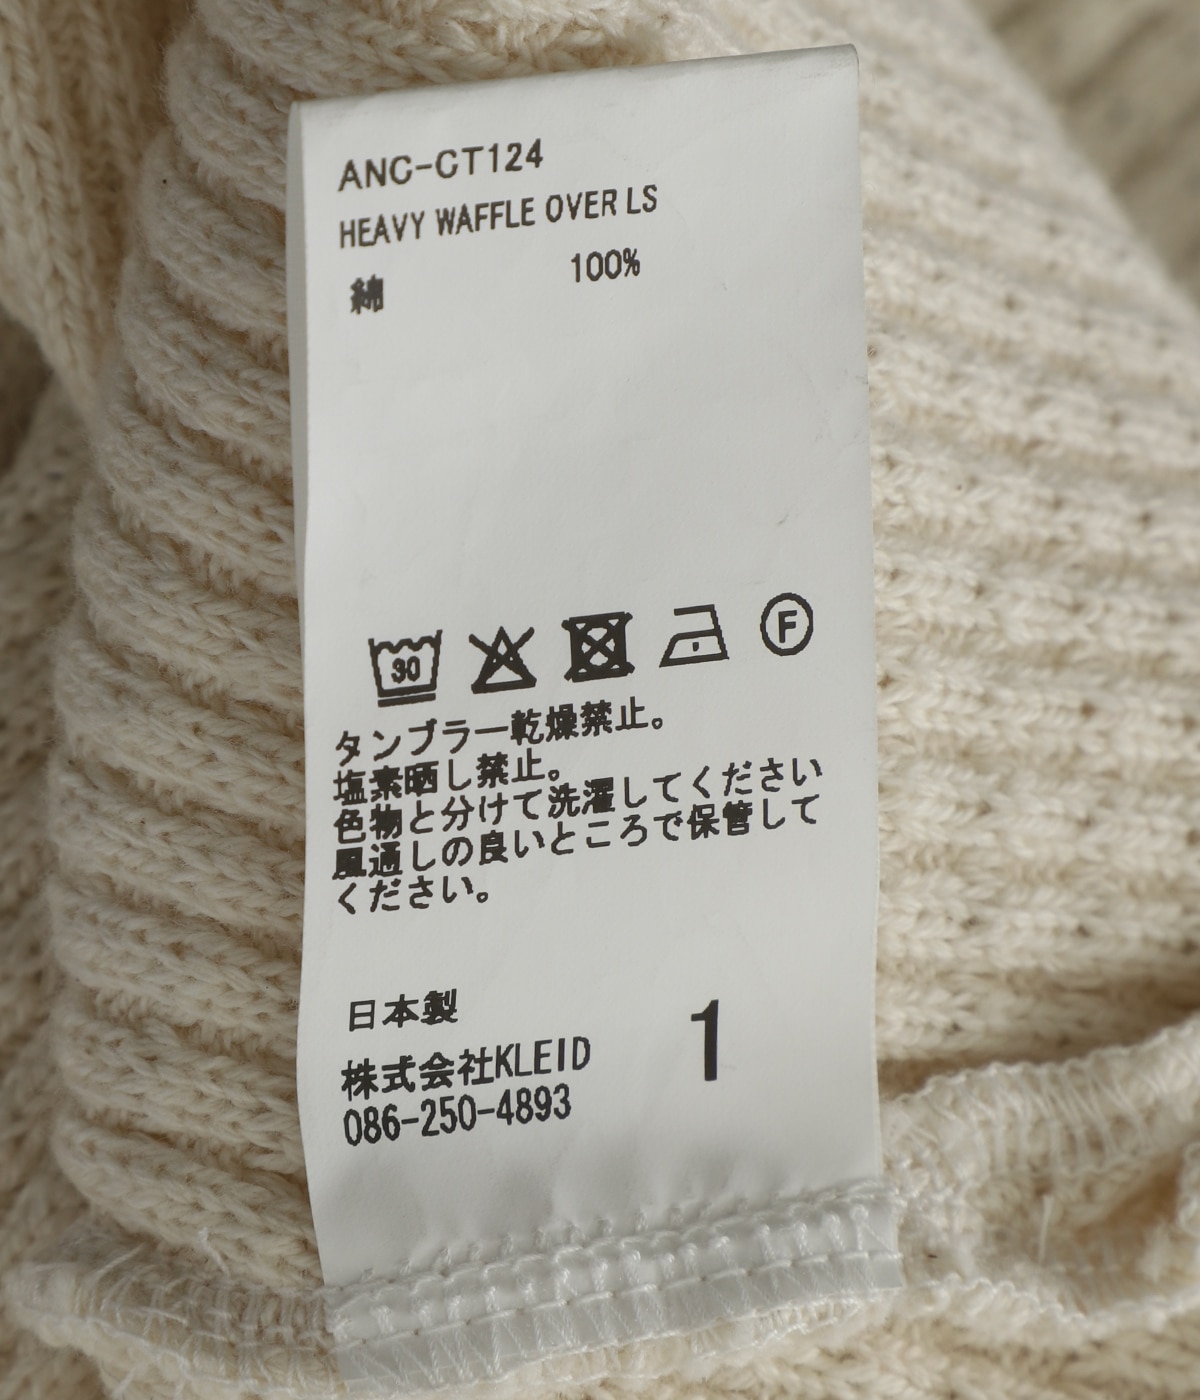 ANC-CT124
HEAVY WAFFLE OVER LS
綿 100%
30 F
タンブラー乾燥禁止。
塩素晒し禁止。
色物と分けて洗濯してください
風通しの良いところで保管して
ください。
日本製
株式会社KLEID
086-250-4893
1